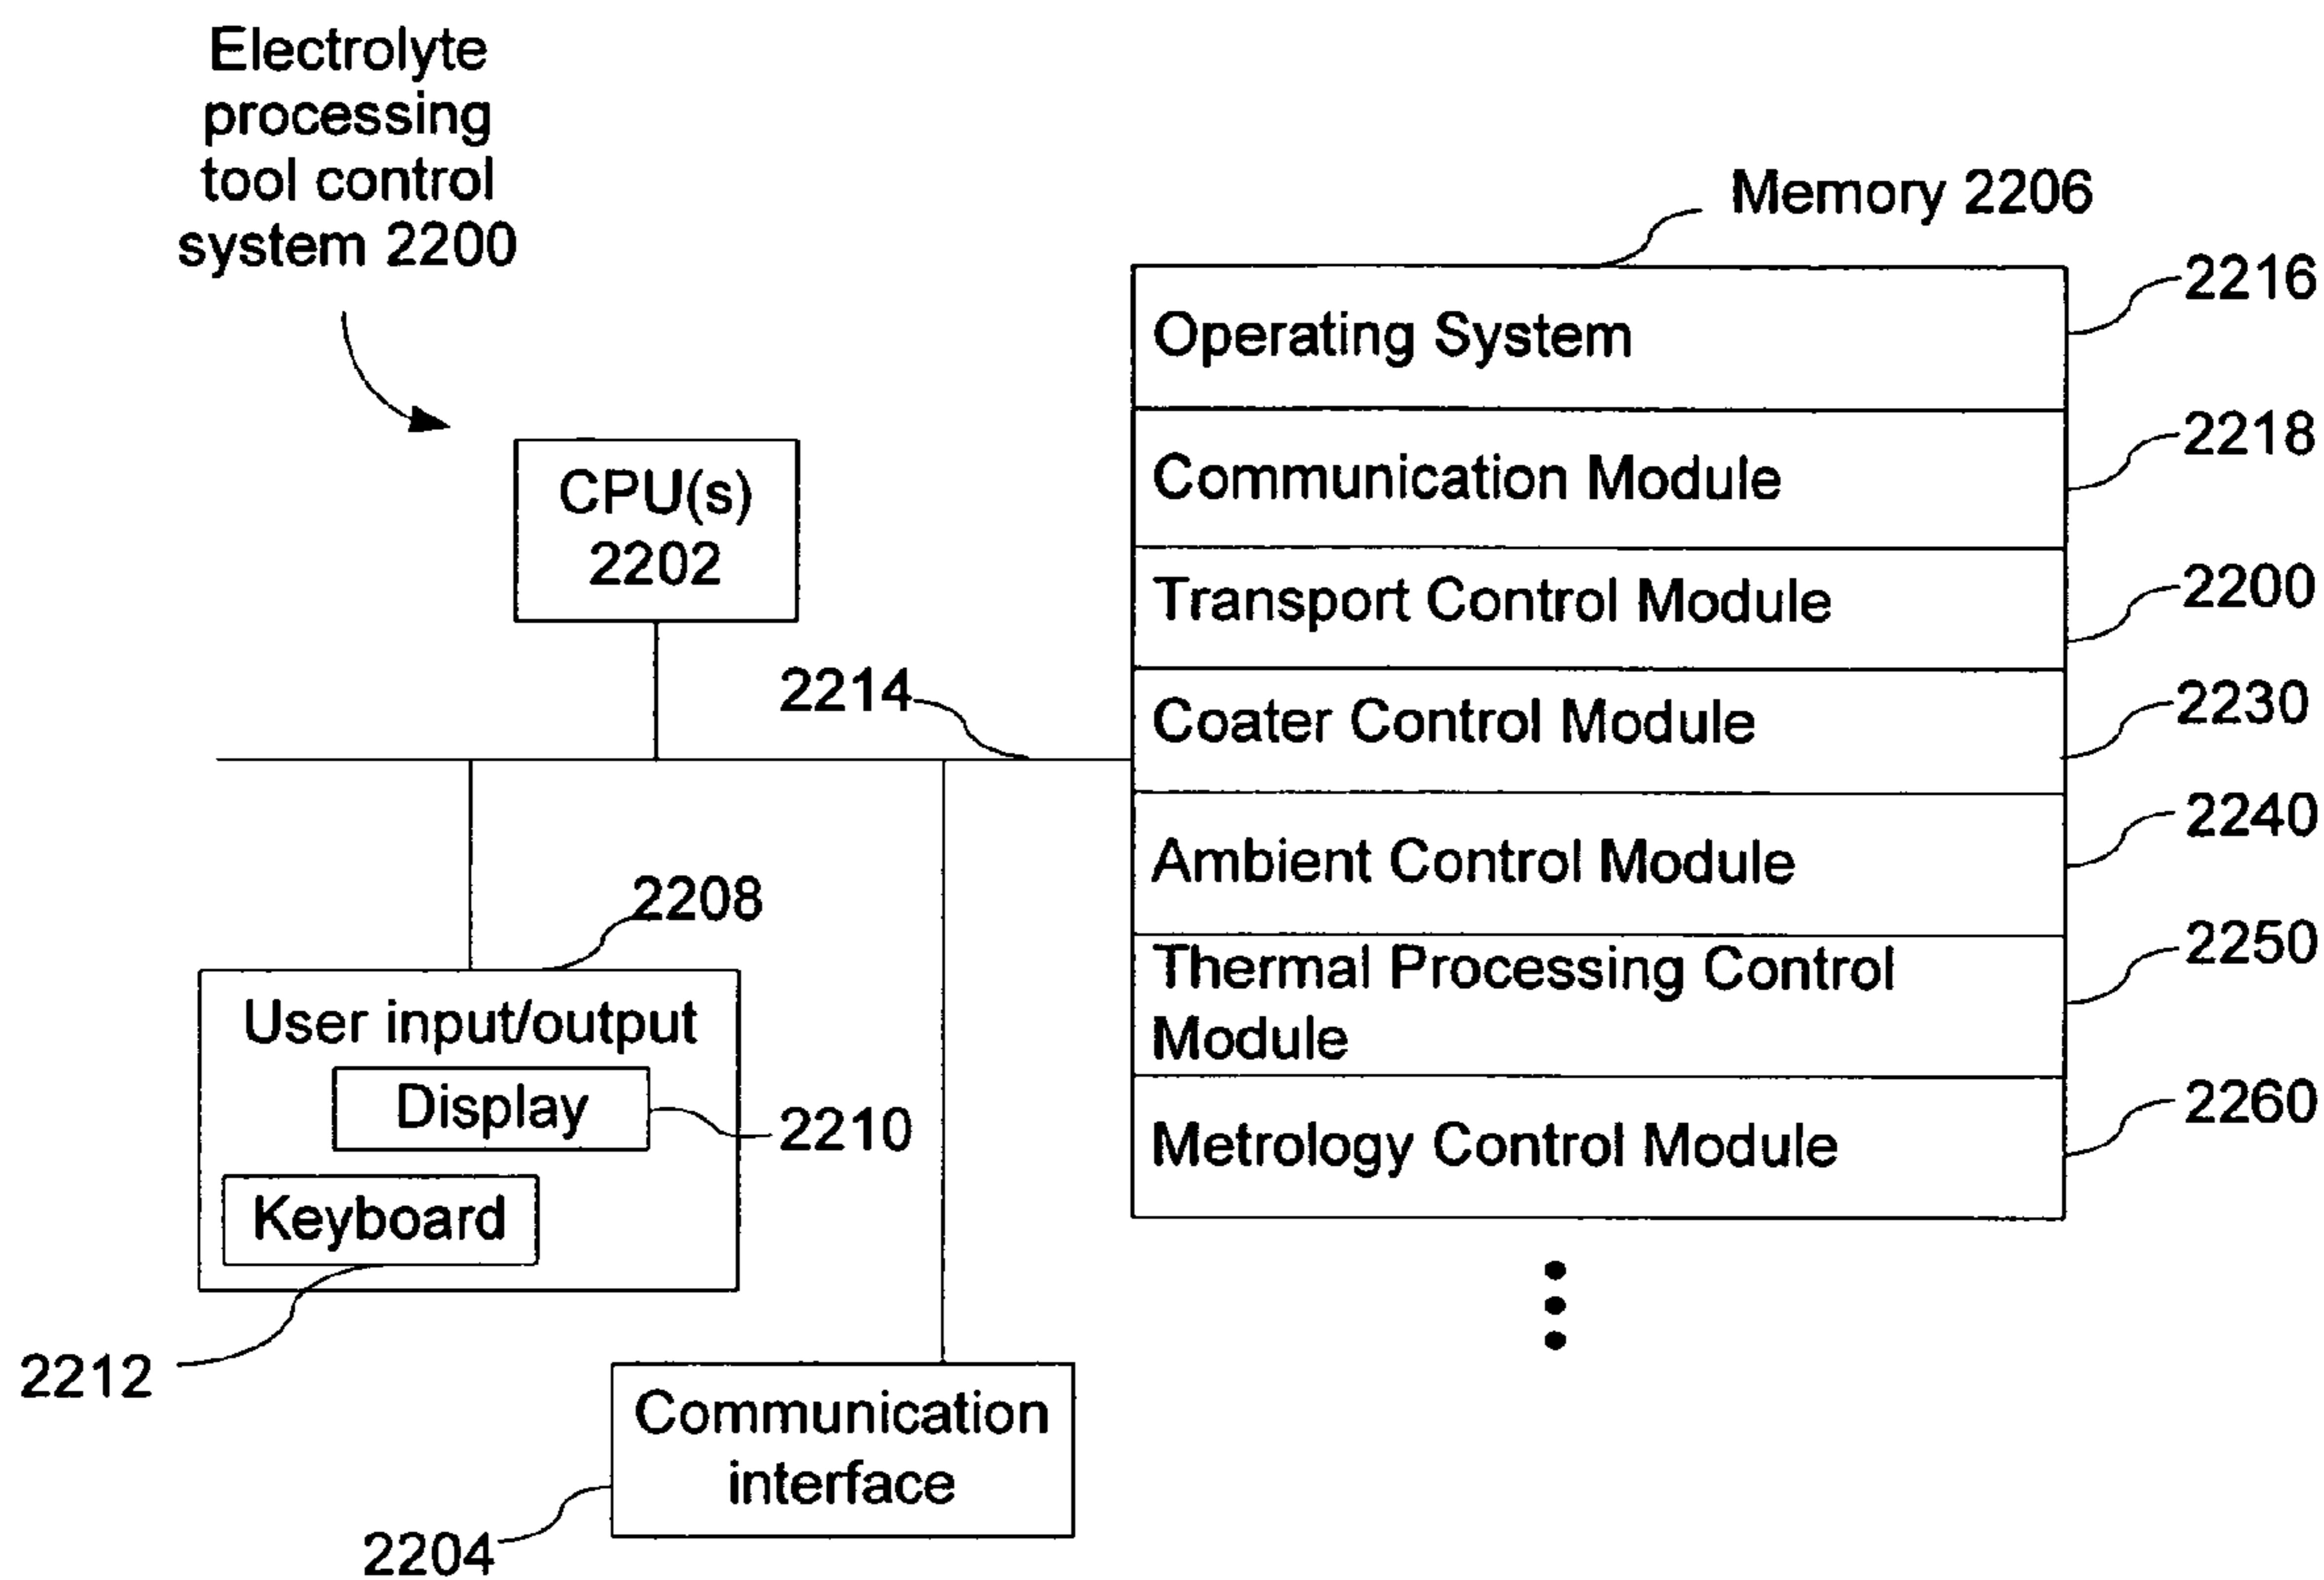 Electrolyte
processing
tool control
system 2200
Memory 2206
Operating System
2216
Communication Module
2218
Transport Control Module
2200
Coater Control Module
2230
Ambient Control Module
2240
Thermal Processing Control
Module
2250
Metrology Control Module
2260
CPU(s)
2202
2214
2208
User input/output
Display
2210
Keyboard
2212
Communication
interface
2204